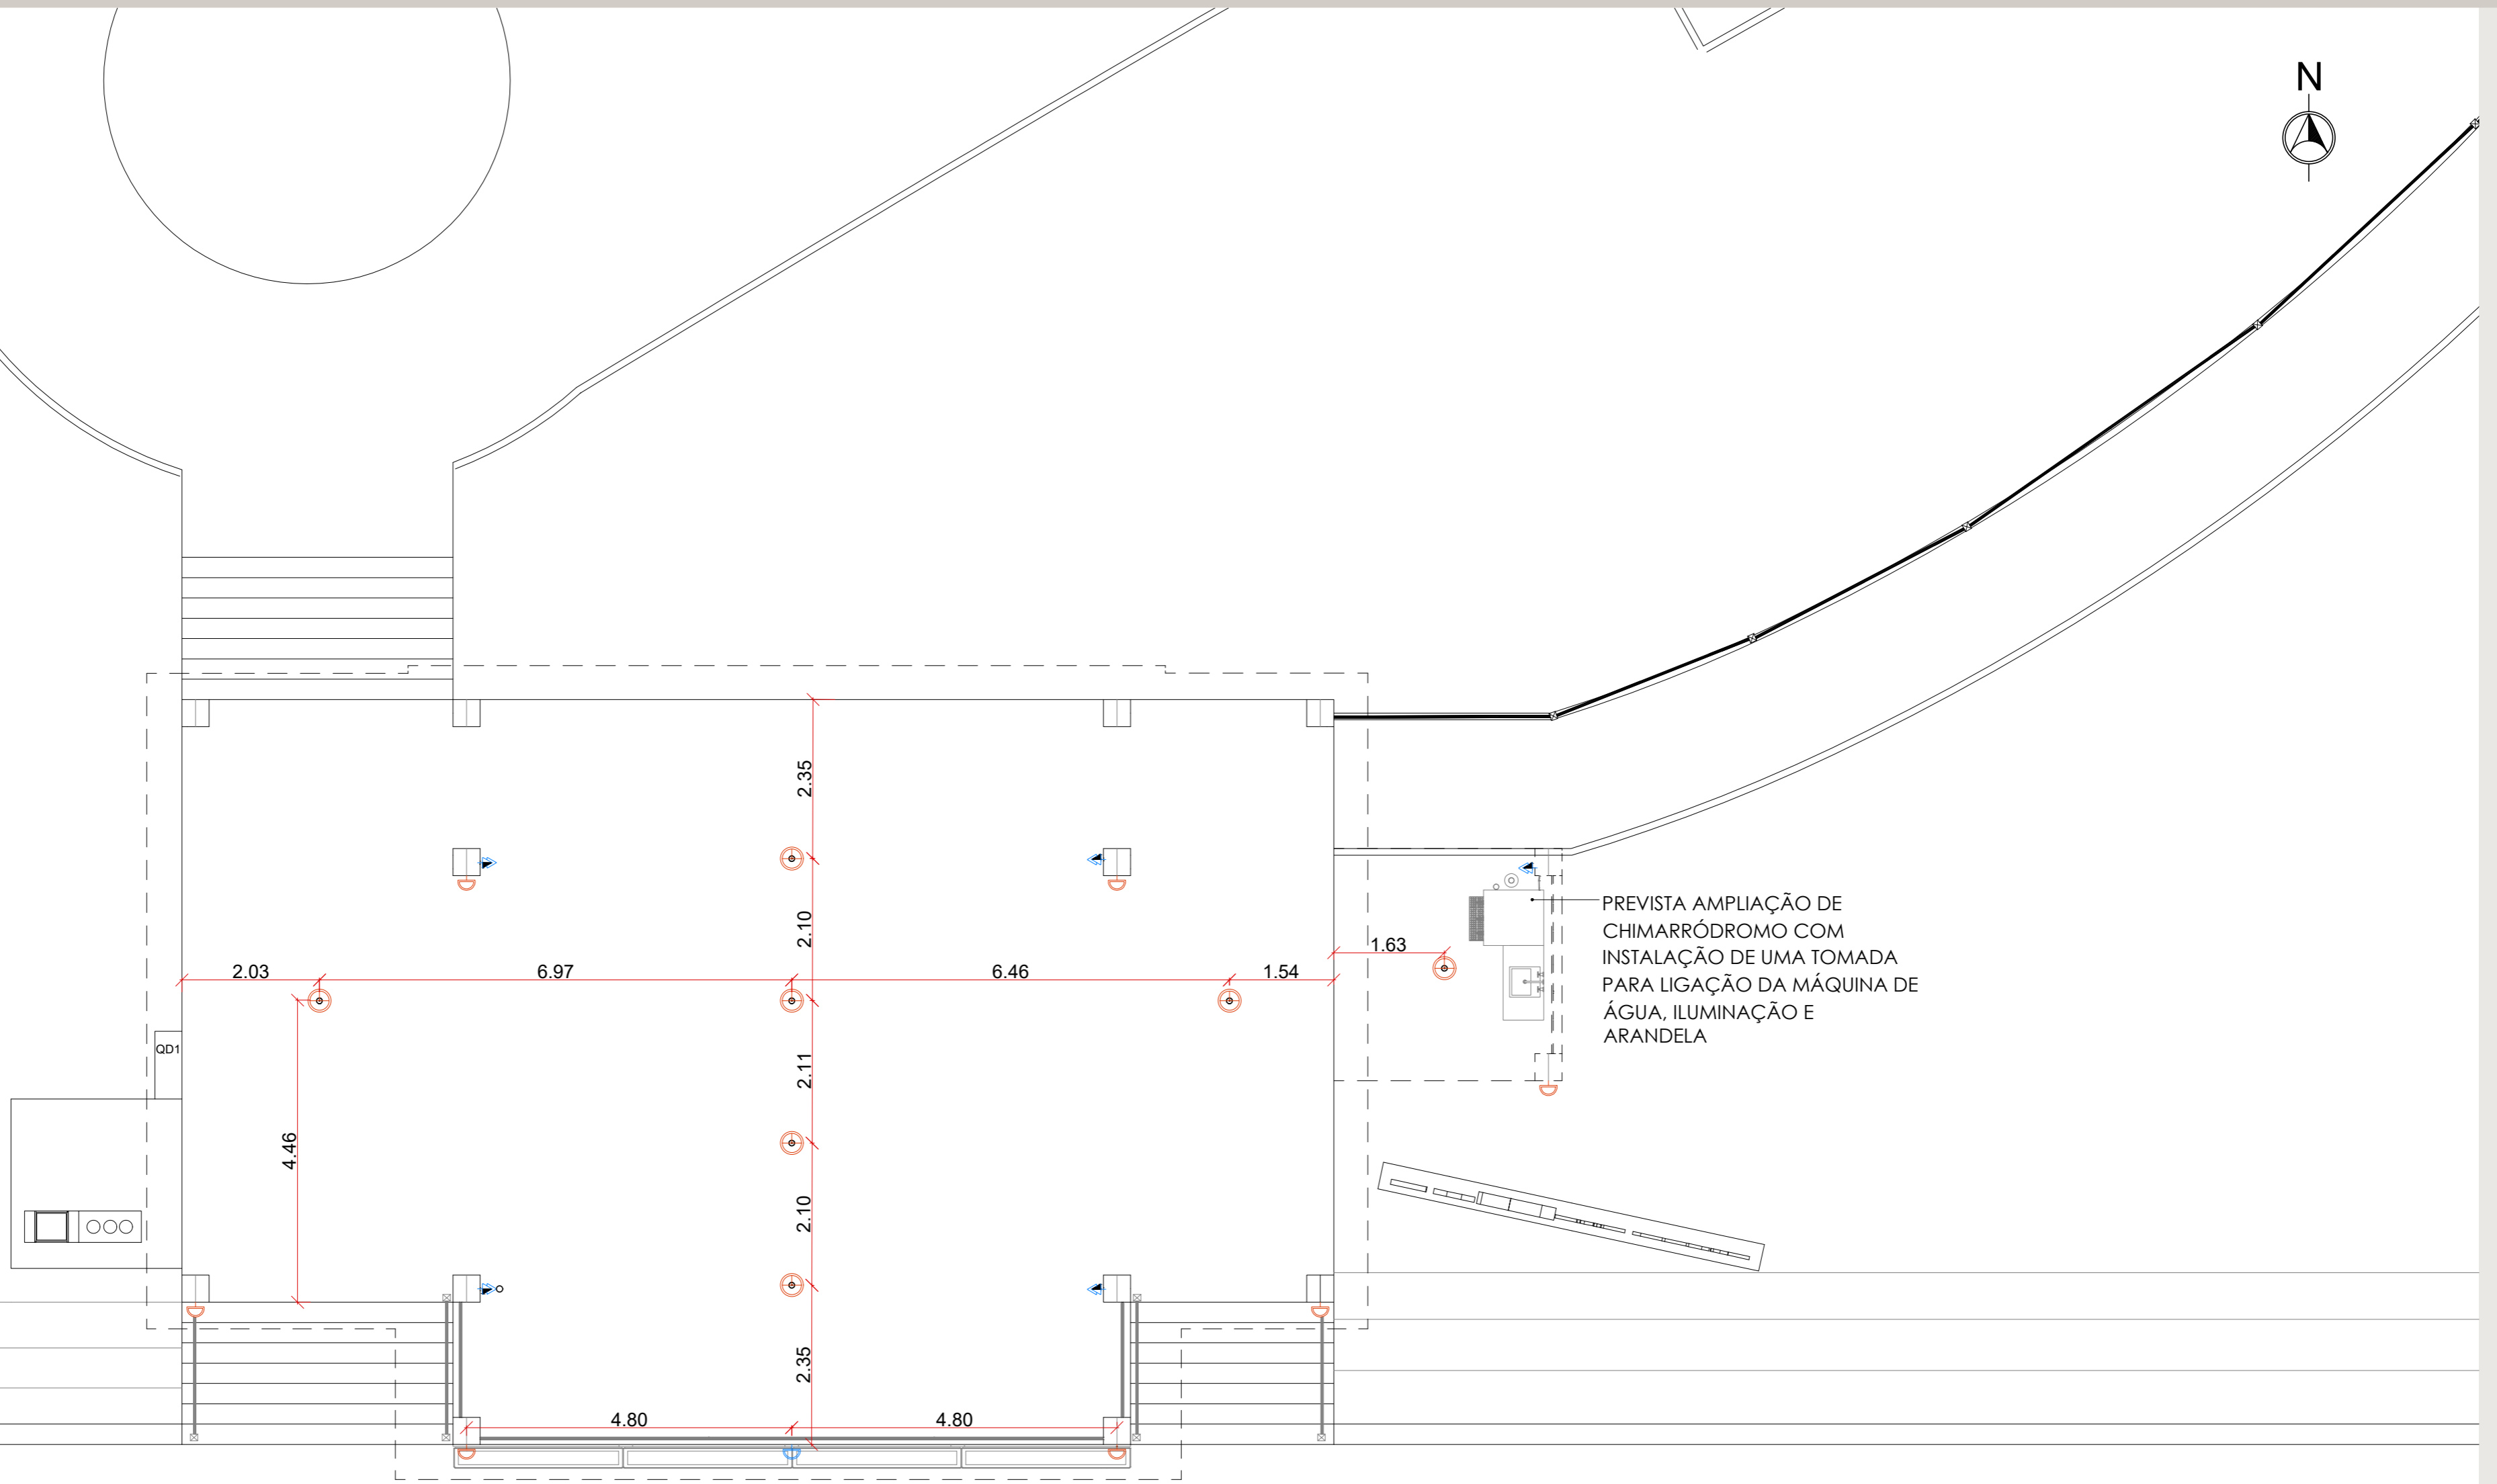 N
2.35
2.10
PREVISTA AMPLIAÇÃO DE
CHIMARRÓDROMO COM
INSTALAÇÃO DE UMA TOMADA
PARA LIGAÇÃO DA MÁQUINA DE
ÁGUA, ILUMINAÇÃO E
ARANDELA
1.63
2.03
6.97
6.46
1.54
QD1
2.11
4.46
2.10
2.35
4.80
4.80